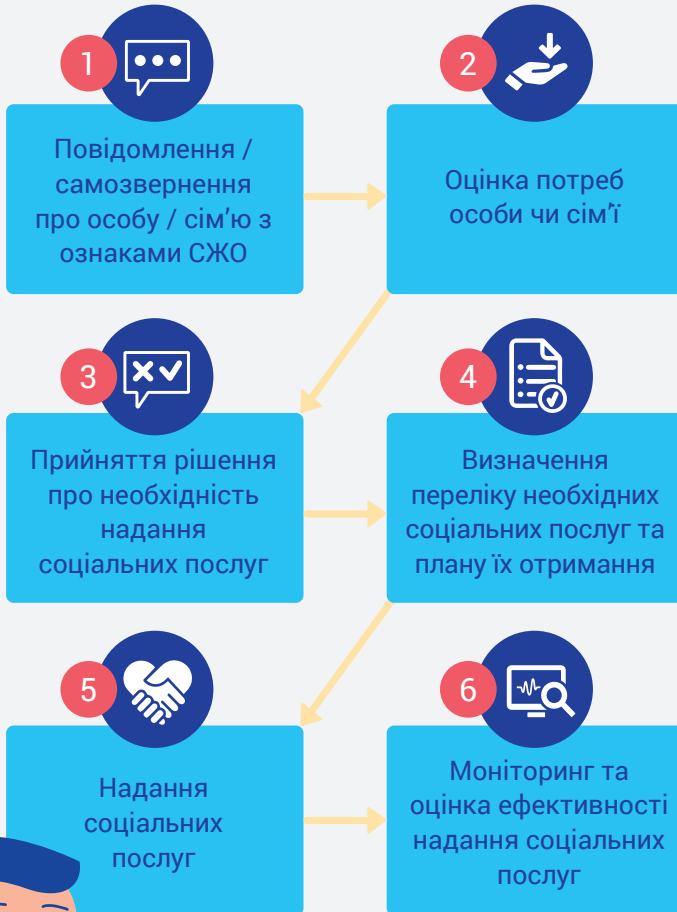 1
Повідомлення /
самозвернення
про особу / сім’ю з
ознаками СЖО
2
Оцінка потреб
особи чи сім’ї
3
Прийняття рішення
про необхідність
надання
соціальних послуг
4
Визначення
переліку необхідних
соціальних послуг та
плану їх отримання
5
Надання
соціальних
послуг
6
Моніторинг та
оцінка ефективності
надання соціальних
послуг